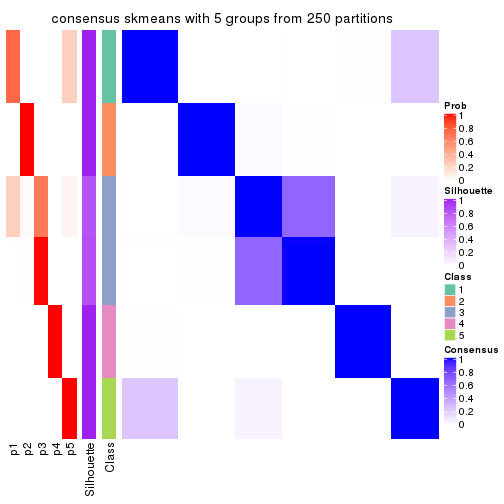 consensus skmeans with 5 groups from 250 partitions
Prob
1
0.8
0.6
0.4
0.2
0
Silhouette
1
0.8
0.6
0.4
0.2
0
Class
1
2
3
4
5
Consensus
1
0.8
0.6
0.4
0.2
0
p1
p2
p3
p4
p5
Silhouette
Class